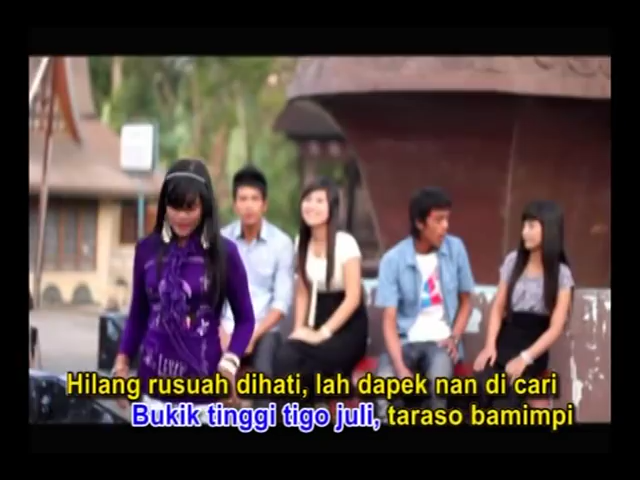 Hilang rusuah dihati, lah dapek nan di cari
Bukik tinggi tigo juli, taraso bamimpi